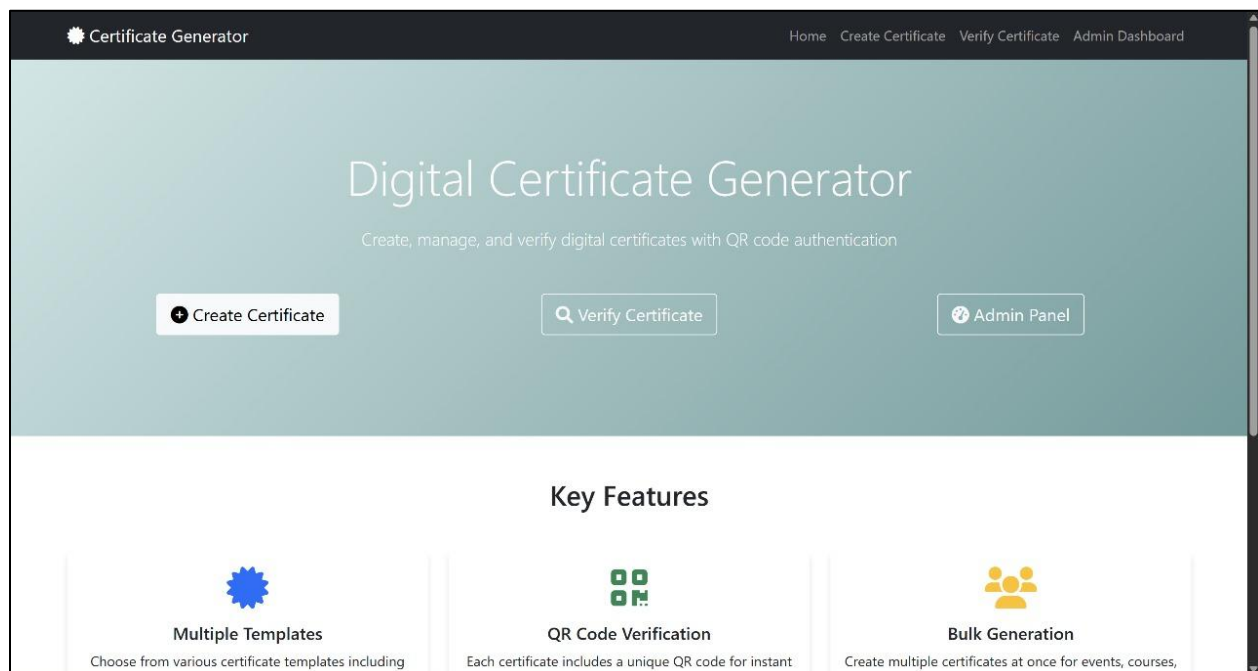 Certificate Generator
Home Create Certificate Verify Certificate Admin Dashboard
Digital Certificate Generator
Create, manage, and verify digital certificates with QR code authentication
Create Certificate
Verify Certificate
Admin Panel
Key Features
Multiple Templates
Choose from various certificate templates including
QR Code Verification
Each certificate includes a unique QR code for instant
Bulk Generation
Create multiple certificates at once for events, courses,